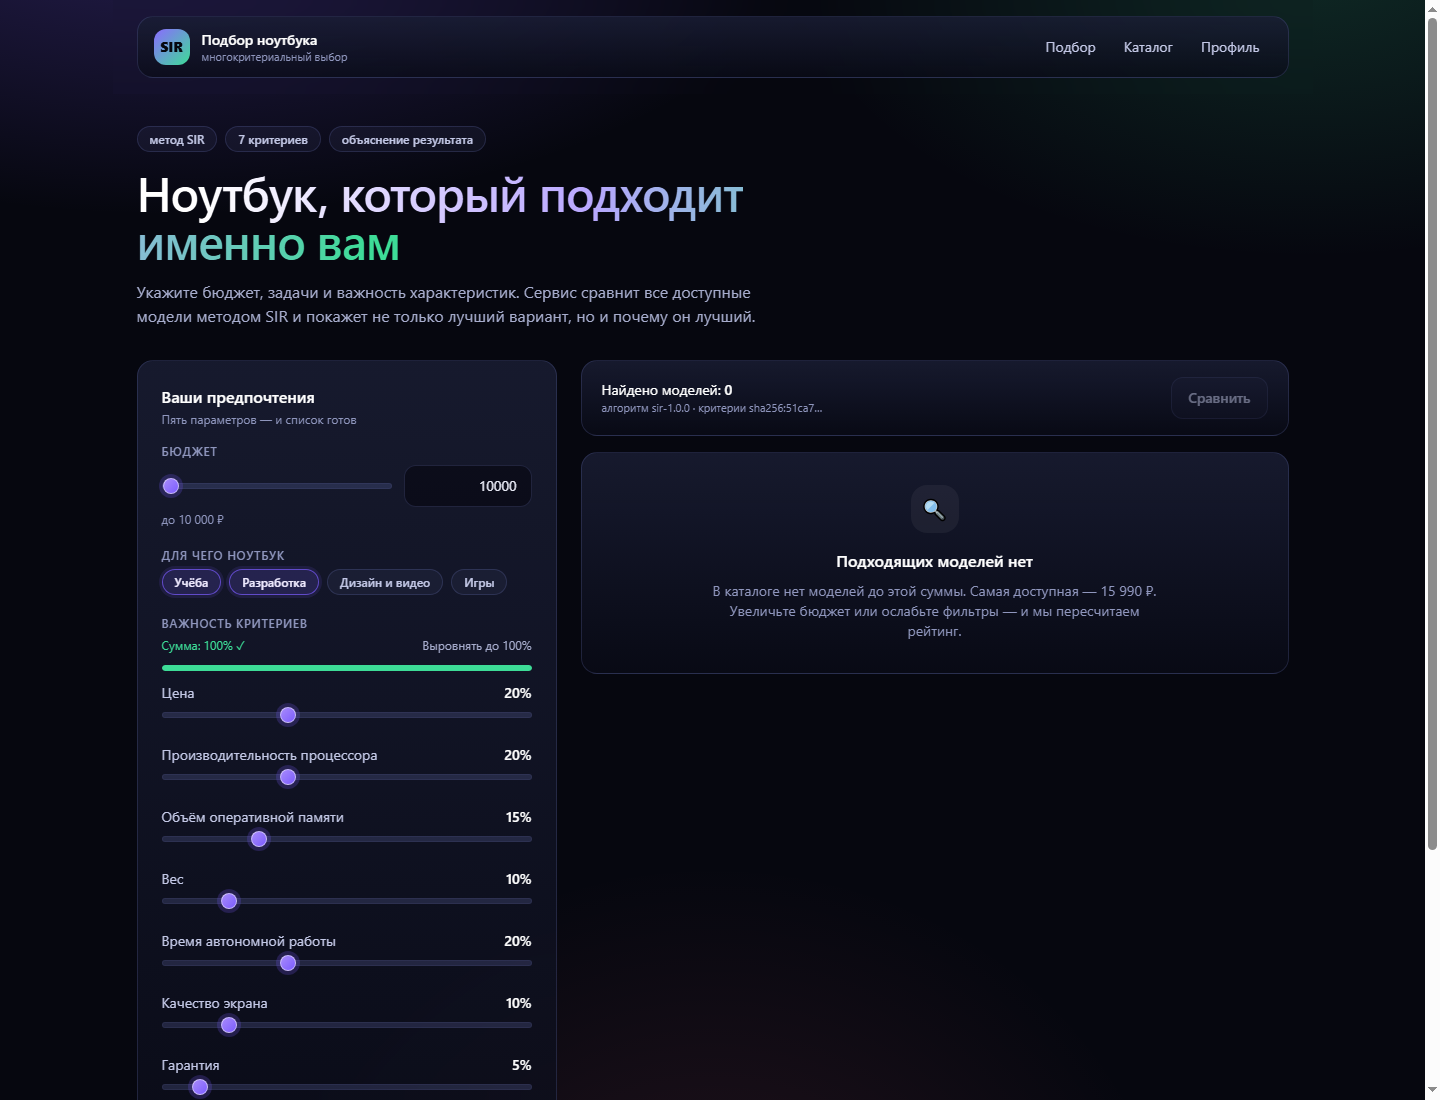 SIR
Подбор ноутбука
многокритериальный выбор
Подбор
Каталог
Профиль
метод SIR
7 критериев
объяснение результата
Ноутбук, который подходит
именно вам
Укажите бюджет, задачи и важность характеристик. Сервис сравнит все доступные
модели методом SIR и покажет не только лучший вариант, но и почему он лучший.
Ваши предпочтения
Пять параметров — и список готов
БЮДЖЕТ
10000
до 10 000 ₽
ДЛЯ ЧЕГО НОУТБУК
Учёба
Разработка
Дизайн и видео
Игры
ВАЖНОСТЬ КРИТЕРИЕВ
Сумма: 100% ✓
Выровнять до 100%
Цена
20%
Производительность процессора
20%
Объём оперативной памяти
15%
Вес
10%
Время автономной работы
20%
Качество экрана
10%
Гарантия
5%
Найдено моделей: 0
алгоритм sir-1.0.0 · критерии sha256:51ca7…
Сравнить
Подходящих моделей нет
В каталоге нет моделей до этой суммы. Самая доступная — 15 990 ₽.
Увеличьте бюджет или ослабьте фильтры — и мы пересчитаем
рейтинг.